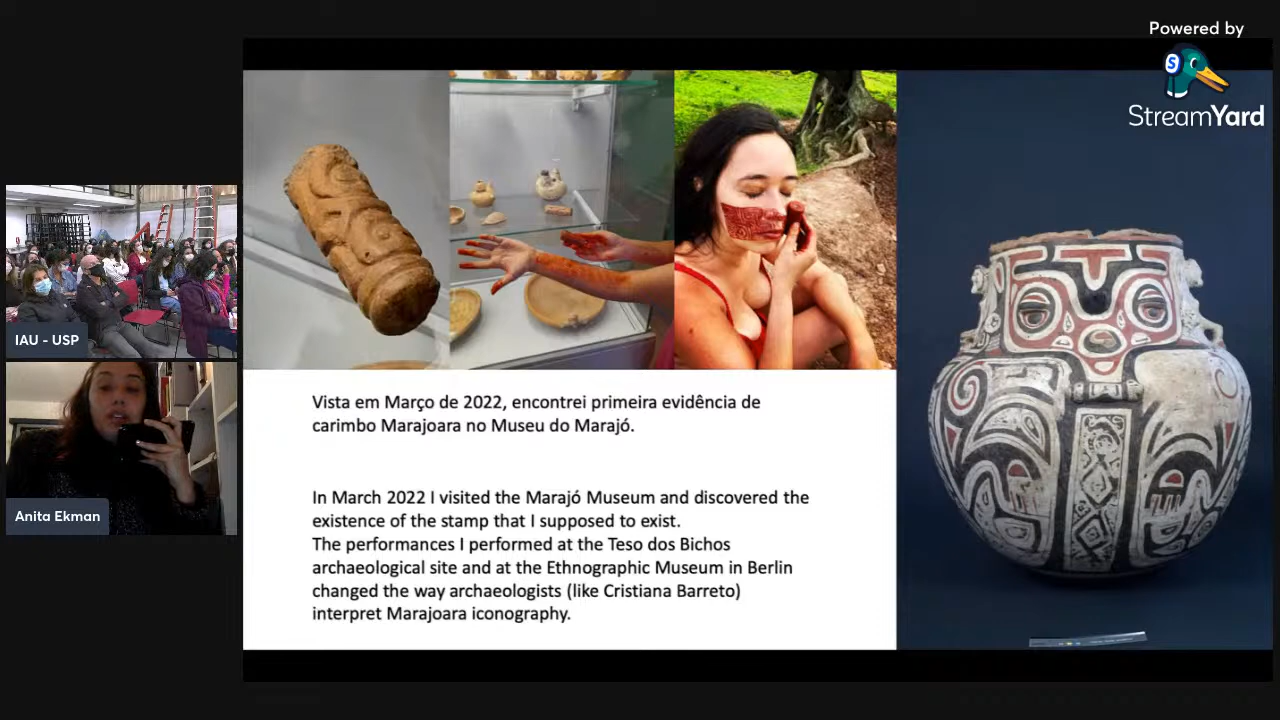 Powered by
StreamYard
IAU - USP
Anita Ekman
Vista em Março de 2022, encontrei primeira evidência de
carimbo Marajoara no Museu do Marajó.
In March 2022 I visited the Marajó Museum and discovered the
existence of the stamp that I supposed to exist.
The performances I performed at the Teso dos Bichos
archaeological site and at the Ethnographic Museum in Berlin
changed the way archaeologists (like Cristiana Barreto)
interpret Marajoara iconography.